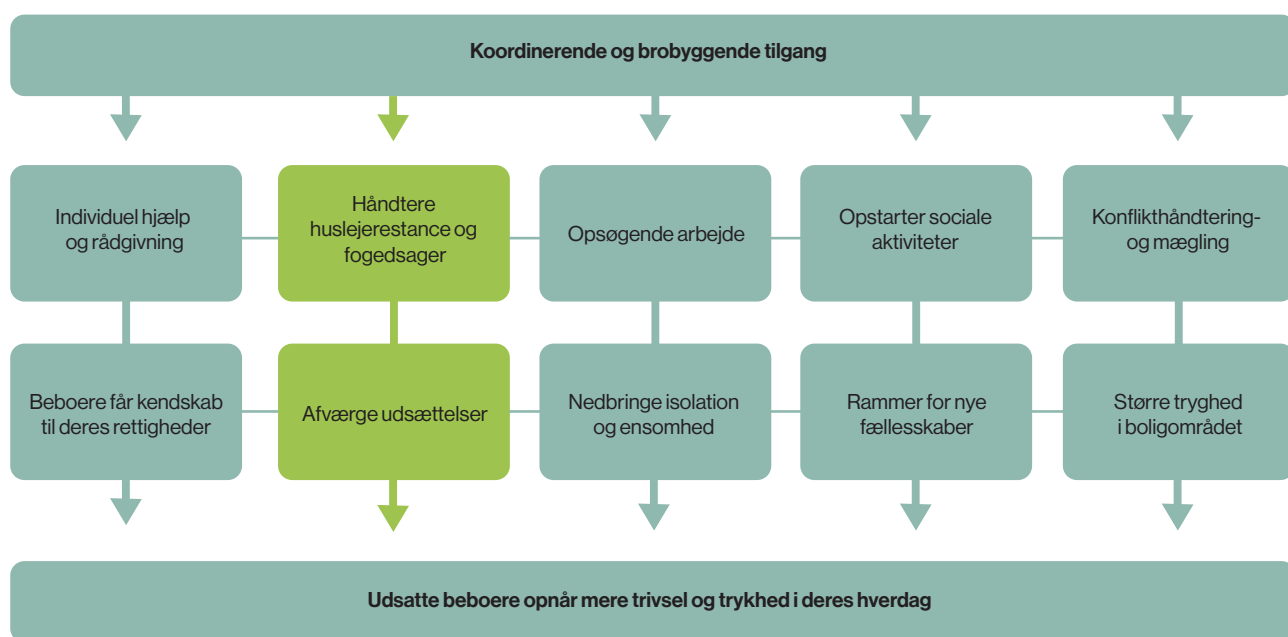 Koordinerende og brobyggende tilgang
Individuel hjælp
og rådgivning
Håndtere
huslejerestance og
fogedsager
Opsøgende arbejde
Opstarter sociale
aktiviteter
Konflikthåndtering-
og mægling
Beboere får kendskab
til deres rettigheder
Afværge udsættelser
Nedbringe isolation
og ensomhed
Rammer for nye
fællesskaber
Større tryghed
i boligområdet
Udsatte beboere opnår mere trivsel og trykhed i deres hverdag